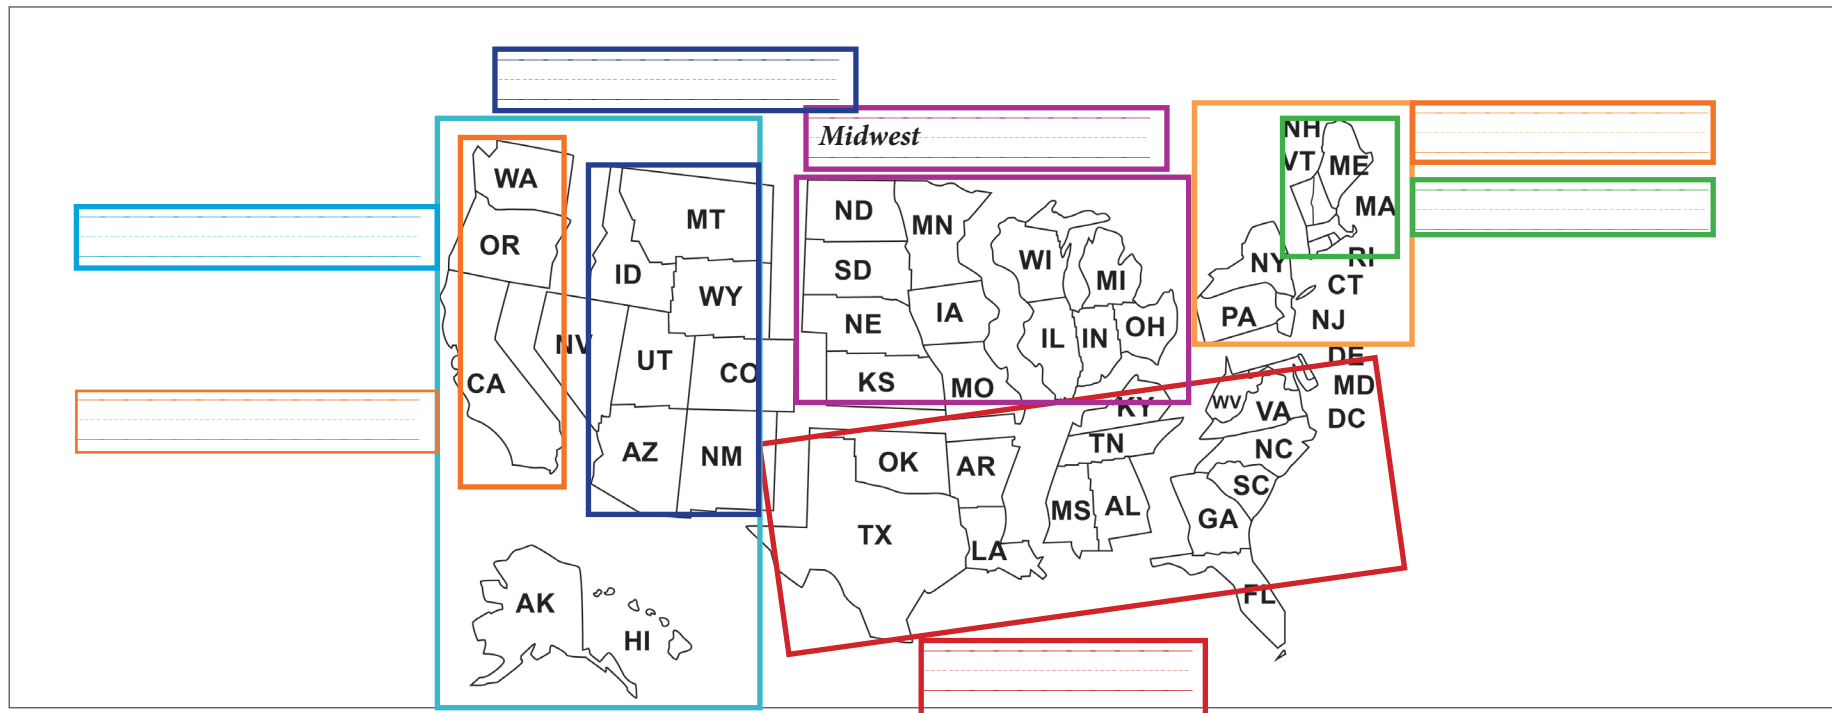 Midwest
NH
VT
ME
WA
MA
ND
MT
MN
OR
RI
WI
NY
SD
ID
MI
CT
WY
IA
PA
NJ
NE
OH
IL
IN
NV
UT
DE
CO
KS
CA
MO
MD
WV
KY
VA
DC
TN
NC
AZ
NM
OK
AR
SC
MS
AL
GA
TX
LA
FL
AK
HI